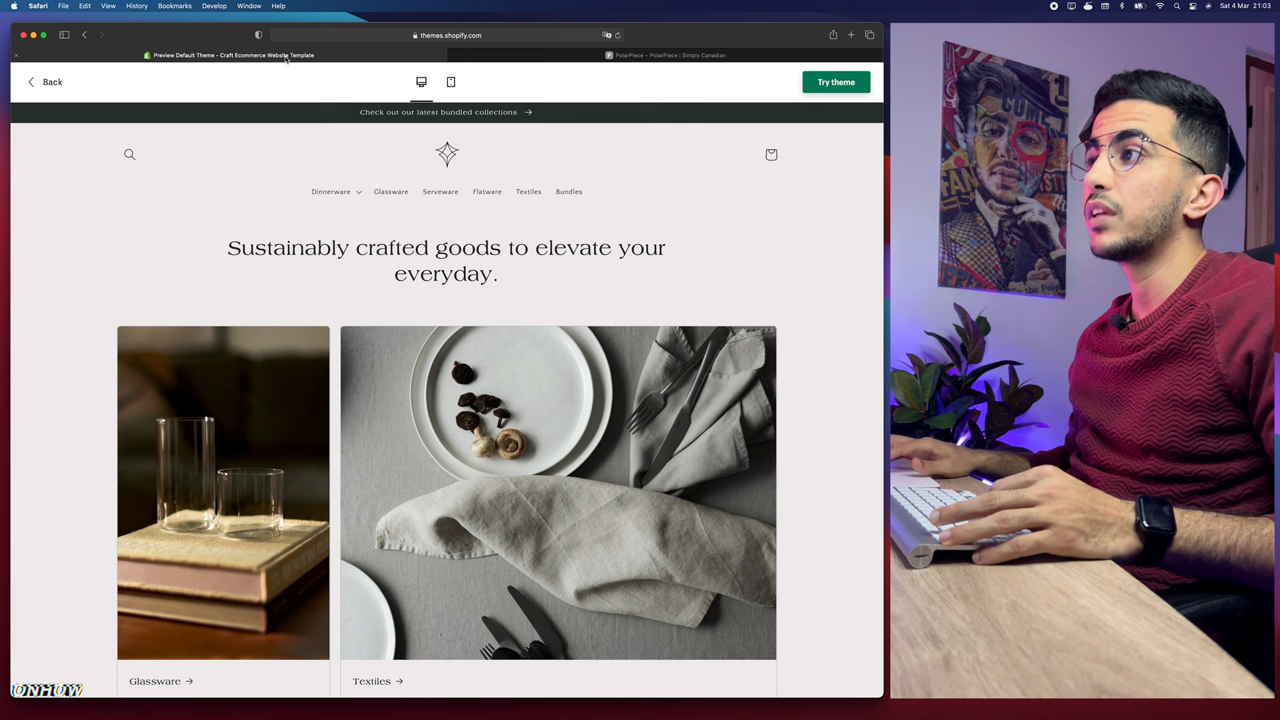 Safari File Edit View History Bookmarks Develop Window Help
Sat 4 Mar 21:03
themes.shopify.com
Preview Default Theme – Craft Ecommerce Website Template
PolarPiece – PolarPiece | Simply Canadian
Back
Try theme
Check out our latest bundled collections →
Dinnerware Glassware Serveware Flatware Textiles Bundles
Sustainably crafted goods to elevate your
everyday.
Glassware →
Textiles →
ONHOW